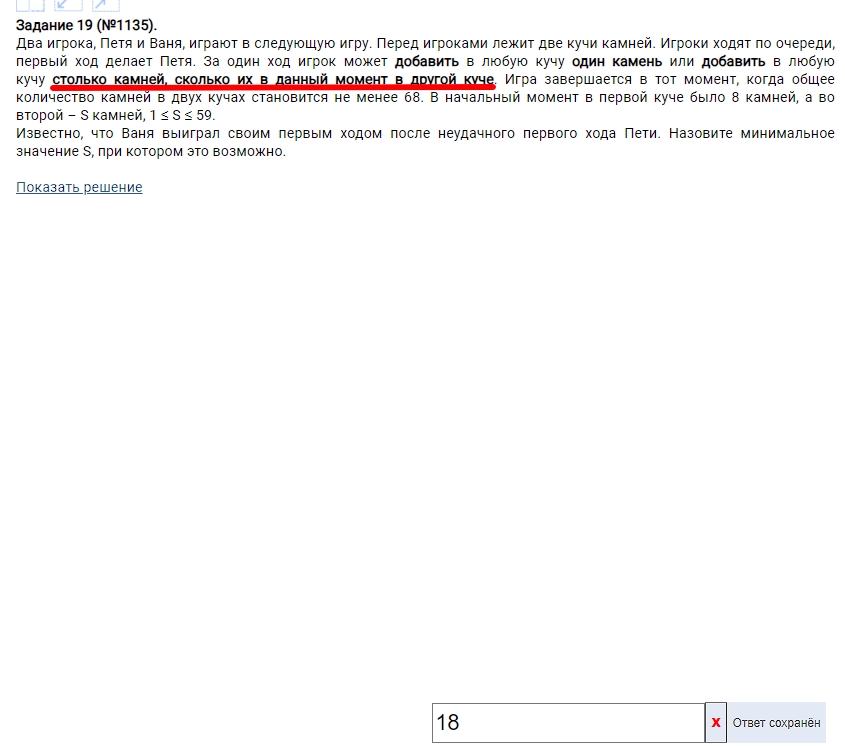 Задание 19 (№1135).
Два игрока, Петя и Ваня, играют в следующую игру. Перед игроками лежит две кучи камней. Игроки ходят по очереди,
первый ход делает Петя. За один ход игрок может добавить в любую кучу один камень или добавить в любую
кучу столько камней, сколько их в данный момент в другой куче. Игра завершается в тот момент, когда общее
количество камней в двух кучах становится не менее 68. В начальный момент в первой куче было 8 камней, а во
второй – S камней, 1 ≤ S ≤ 59.
Известно, что Ваня выиграл своим первым ходом после неудачного первого хода Пети. Назовите минимальное
значение S, при котором это возможно.
Показать решение
18 X Ответ сохранён